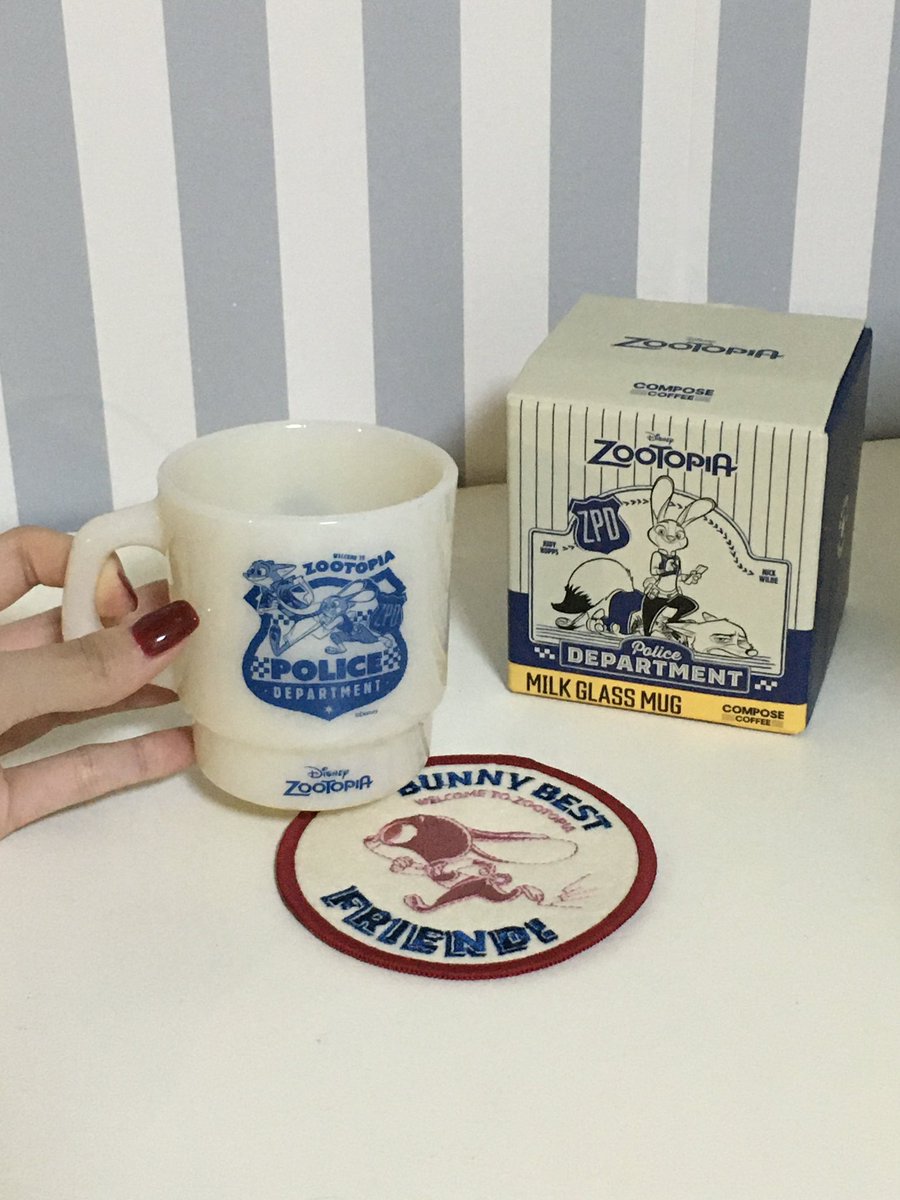 Disney
ZOOTOPIA
COMPOSE
COFFEE
Disney
ZOOTOPIA
ZPD
JUDY
HOPPS
NICK
WILDE
Police
DEPARTMENT
MILK GLASS MUG
COMPOSE
COFFEE
WELCOME TO
ZOOTOPIA
ZPD
POLICE
DEPARTMENT
©Disney
Disney
ZOOTOPIA
BUNNY BEST
WELCOME TO ZOOTOPIA
FRIEND!